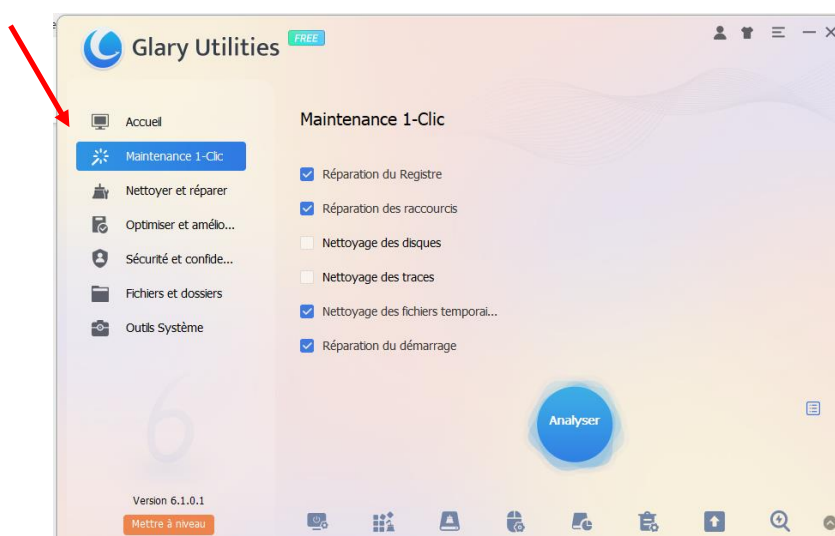 Glary Utilities FREE
Accueil
Maintenance 1-Clic
Nettoyer et réparer
Optimiser et amélio...
Sécurité et confide...
Fichiers et dossiers
Outils Système
6
Version 6.1.0.1
Mettre à niveau
Maintenance 1-Clic
Réparation du Registre
Réparation des raccourcis
Nettoyage des disques
Nettoyage des traces
Nettoyage des fichiers temporai...
Réparation du démarrage
Analyser